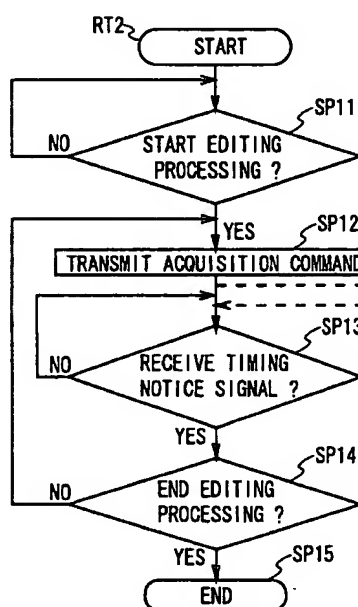 RT2
START
SP11
NO
START EDITING
PROCESSING ?
YES
SP12
TRANSMIT ACQUISITION COMMAND
SP13
NO
RECEIVE TIMING
NOTICE SIGNAL ?
YES
SP14
NO
END EDITING
PROCESSING ?
YES
SP15
END